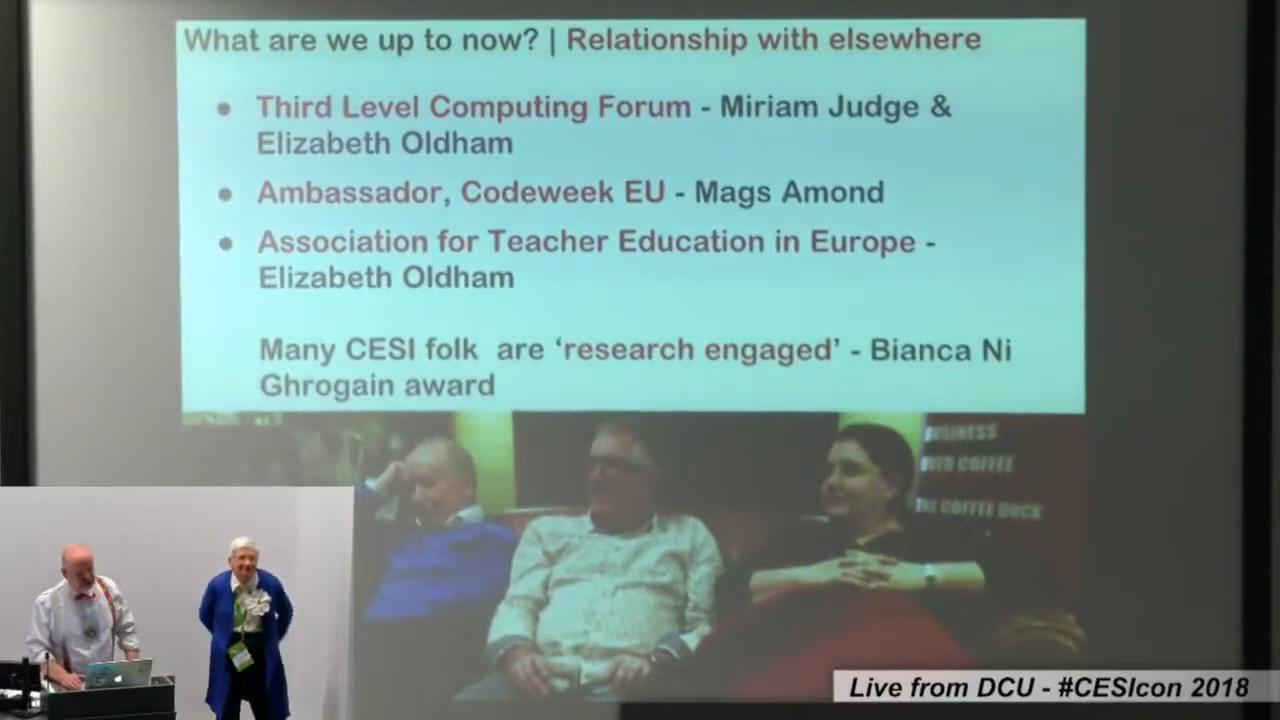 What are we up to now? | Relationship with elsewhere
● Third Level Computing Forum - Miriam Judge &
Elizabeth Oldham
● Ambassador, Codeweek EU - Mags Amond
● Association for Teacher Education in Europe -
Elizabeth Oldham
Many CESI folk are ‘research engaged’ - Bianca Ni
Ghrogain award
BUSINESS
OVER COFFEE
THE COFFEE DOCK
Live from DCU - #CESIcon 2018